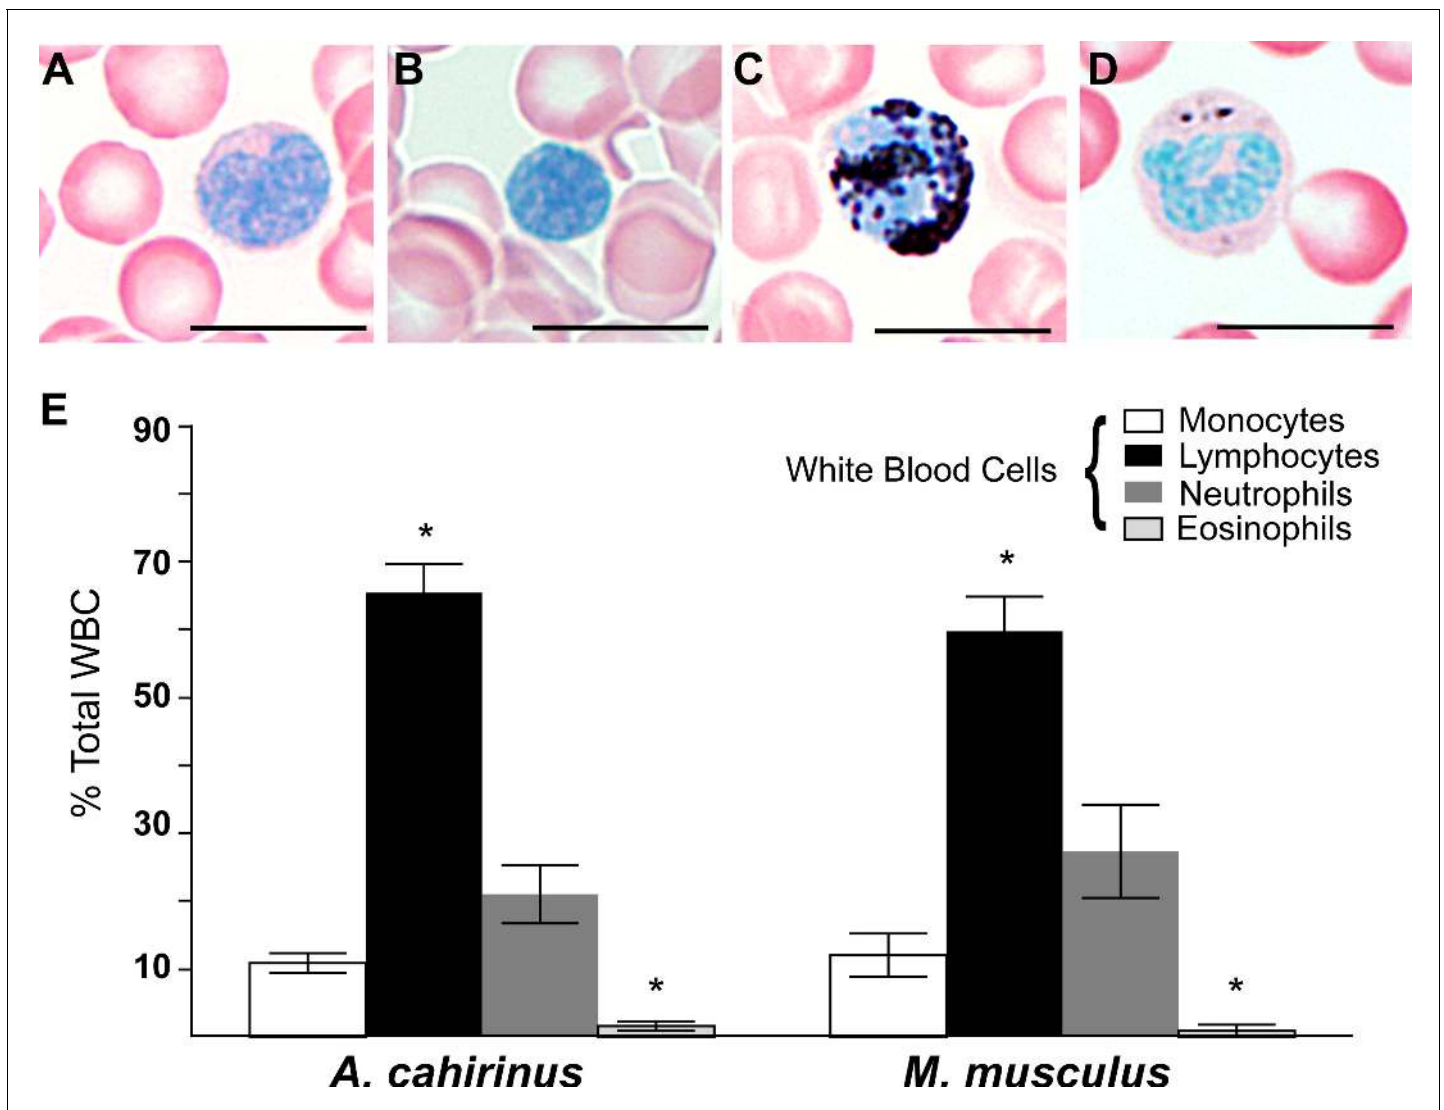 A
B
C
D
E
90
70
50
30
10
% Total WBC
White Blood Cells
Monocytes
Lymphocytes
Neutrophils
Eosinophils
*
*
*
*
A. cahirinus
M. musculus